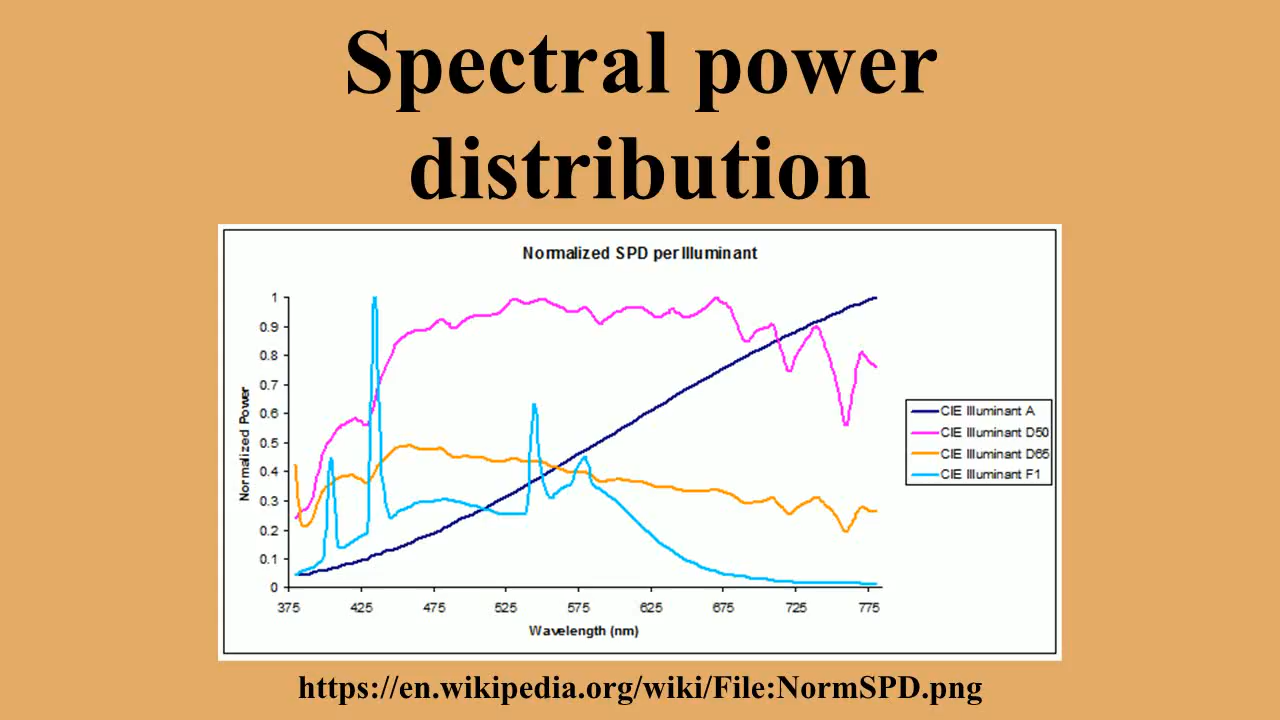 Spectral power
distribution
Normalized SPD per Illuminant
1
0.9
0.8
0.7
0.6
0.5
0.4
0.3
0.2
0.1
0
Normalized Power
375 425 475 525 575 625 675 725 775
Wavelength (nm)
CIE Illuminant A
CIE Illuminant D50
CIE Illuminant D65
CIE Illuminant F1
https://en.wikipedia.org/wiki/File:NormSPD.png